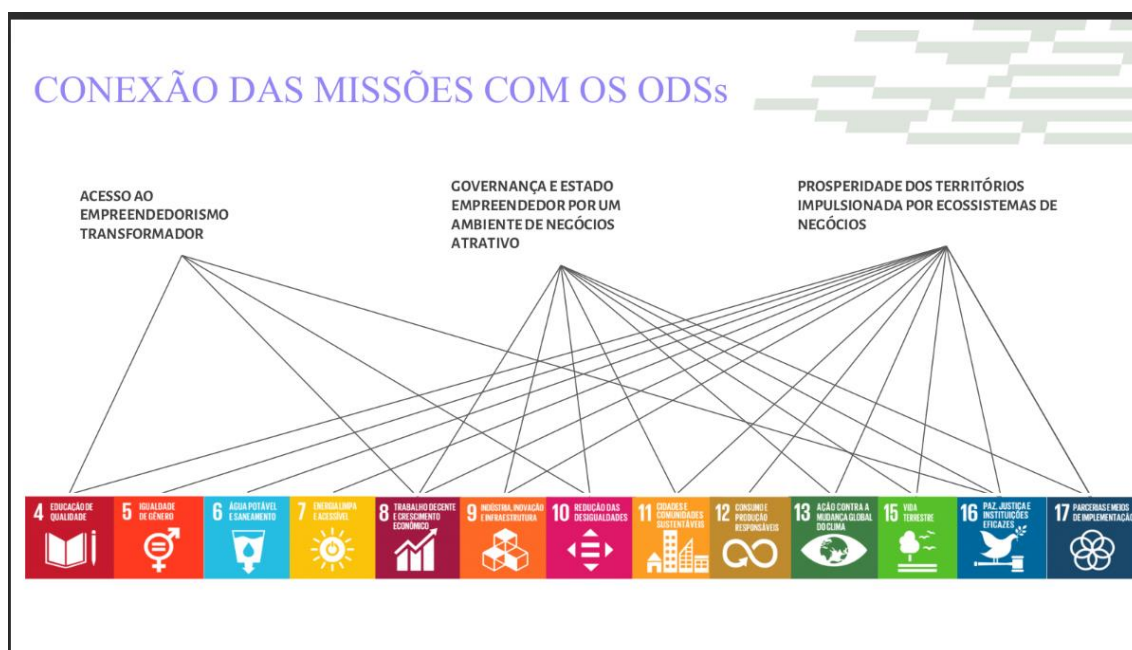 CONEXÃO DAS MISSÕES COM OS ODSs
ACESSO AO
EMPREENDEDORISMO
TRANSFORMADOR
GOVERNANÇA E ESTADO
EMPREENDEDOR POR UM
AMBIENTE DE NEGÓCIOS
ATRATIVO
PROSPERIDADE DOS TERRITÓRIOS
IMPULSIONADA POR ECOSSISTEMAS DE
NEGÓCIOS
4 EDUCAÇÃO DE
QUALIDADE
5 IGUALDADE
DE GÊNERO
6 ÁGUA POTÁVEL
E SANEAMENTO
7 ENERGIA LIMPA
E ACESSÍVEL
8 TRABALHO DECENTE
E CRESCIMENTO
ECONÔMICO
9 INDÚSTRIA, INOVAÇÃO
E INFRAESTRUTURA
10 REDUÇÃO DAS
DESIGUALDADES
11 CIDADES E
COMUNIDADES
SUSTENTÁVEIS
12 CONSUMO E
PRODUÇÃO
RESPONSÁVEIS
13 AÇÃO CONTRA A
MUDANÇA GLOBAL
DO CLIMA
15 VIDA
TERRESTRE
16 PAZ, JUSTIÇA E
INSTITUIÇÕES
EFICAZES
17 PARCERIAS E MEIOS
DE IMPLEMENTAÇÃO